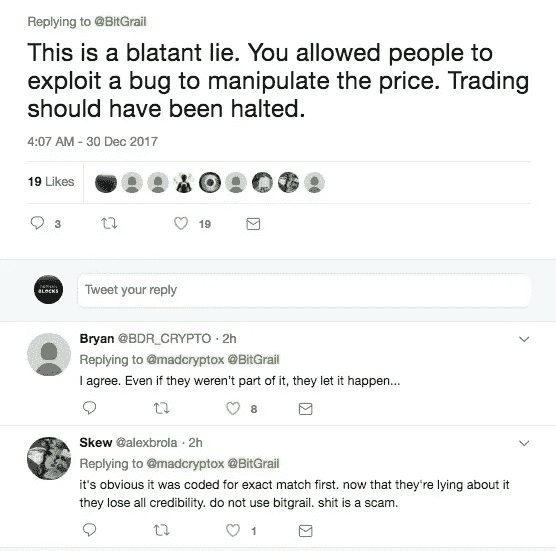 Replying to @BitGrail
This is a blatant lie. You allowed people to
exploit a bug to manipulate the price. Trading
should have been halted.
4:07 AM - 30 Dec 2017
19 Likes
3 19
BLOCKS
Tweet your reply
Bryan @BDR_CRYPTO · 2h
Replying to @madcryptox @BitGrail
I agree. Even if they weren't part of it, they let it happen...
8
Skew @alexbrola · 2h
Replying to @madcryptox @BitGrail
it's obvious it was coded for exact match first. now that they're lying about it
they lose all credibility. do not use bitgrail. shit is a scam.
1